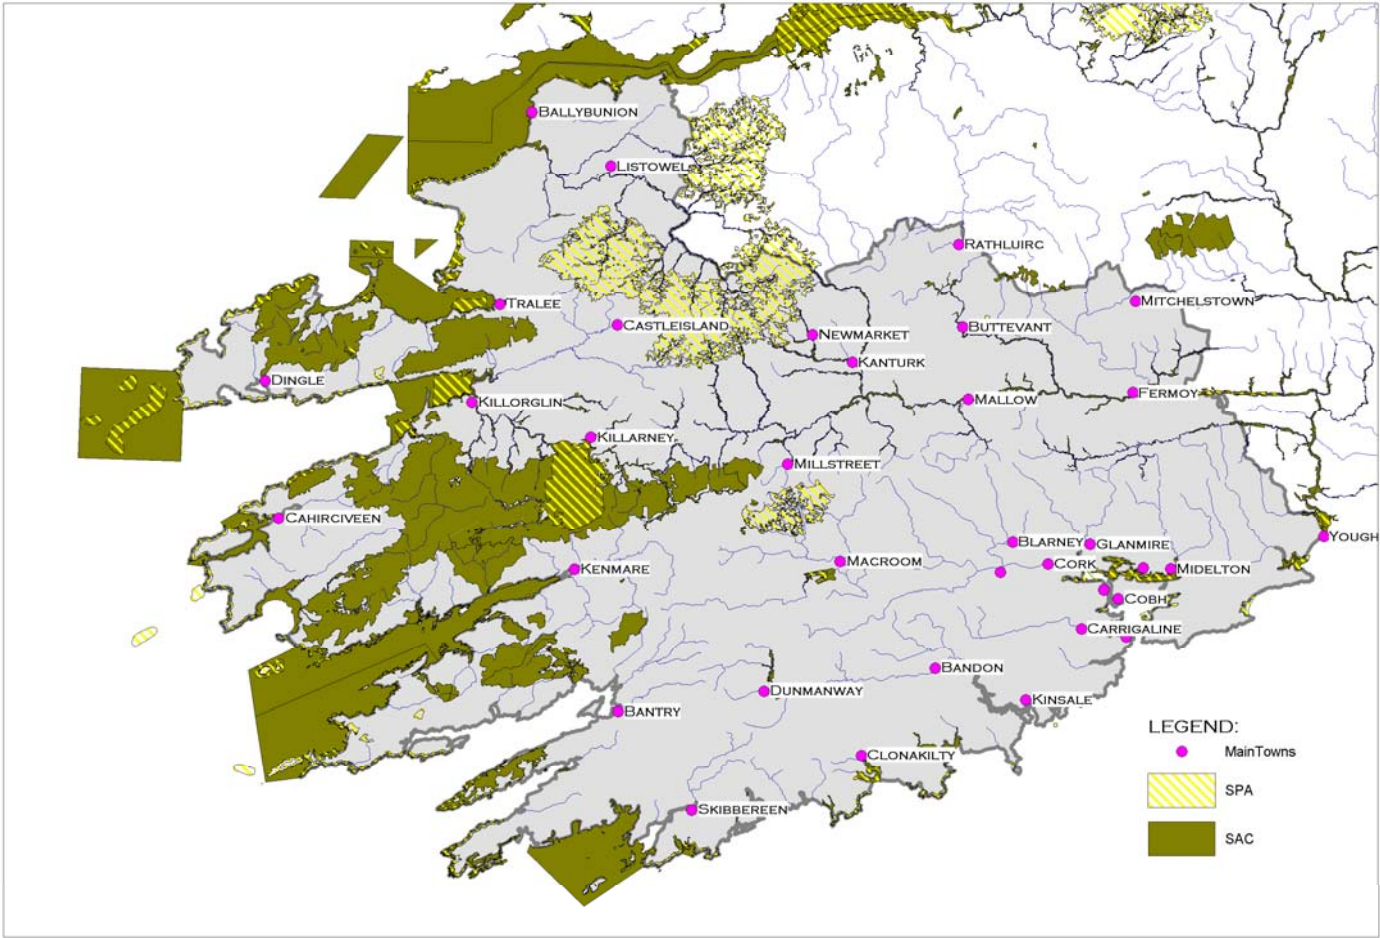 BALLYBUNION
LISTOWEL
RATHLUIRC
TRALEE
MITCHELSTOWN
CASTLEISLAND
BUTTEVANT
NEWMARKET
KANTURK
DINGLE
KILLORGLIN
MALLOW
FERMOY
KILLARNEY
MILLSTREET
CAHIRCIVEEN
YOUGH
BLARNEY
GLANMIRE
MACROOM
CORK
KENMARE
MIDELTON
COBH
CARRIGALINE
BANDON
DUNMANWAY
KINSALE
BANTRY
CLONAKILTY
SKIBBEREEN
LEGEND:
MainTowns
SPA
SAC